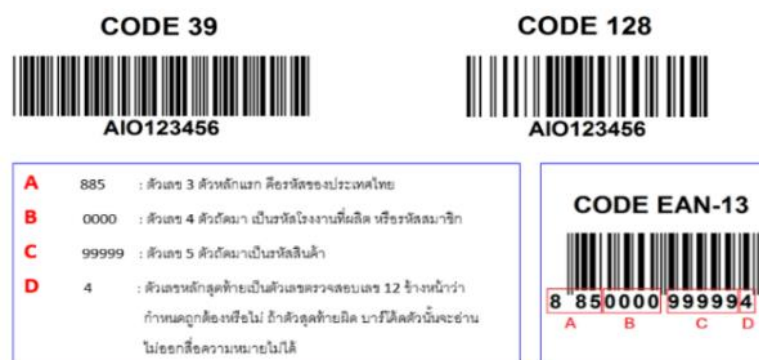 CODE 39
AIO123456
CODE 128
AIO123456
A 885 : ตัวเลข 3 ตัวหลักแรก คือรหัสของประเทศไทย
B 0000 : ตัวเลข 4 ตัวถัดมา เป็นรหัสโรงงานที่ผลิต หรือรหัสสมาชิก
C 99999 : ตัวเลข 5 ตัวถัดมาเป็นรหัสสินค้า
D 4 : ตัวเลขหลักสุดท้ายเป็นตัวเลขตรวจสอบเลข 12 ข้างหน้าว่า
กำหนดถูกต้องหรือไม่ ถ้าตัวสุดท้ายผิด บาร์โค้ดตัวนั้นจะอ่าน
ไม่ออกสื่อความหมายไม่ได้
CODE EAN-13
8 85 0000 99999 4
A B C D